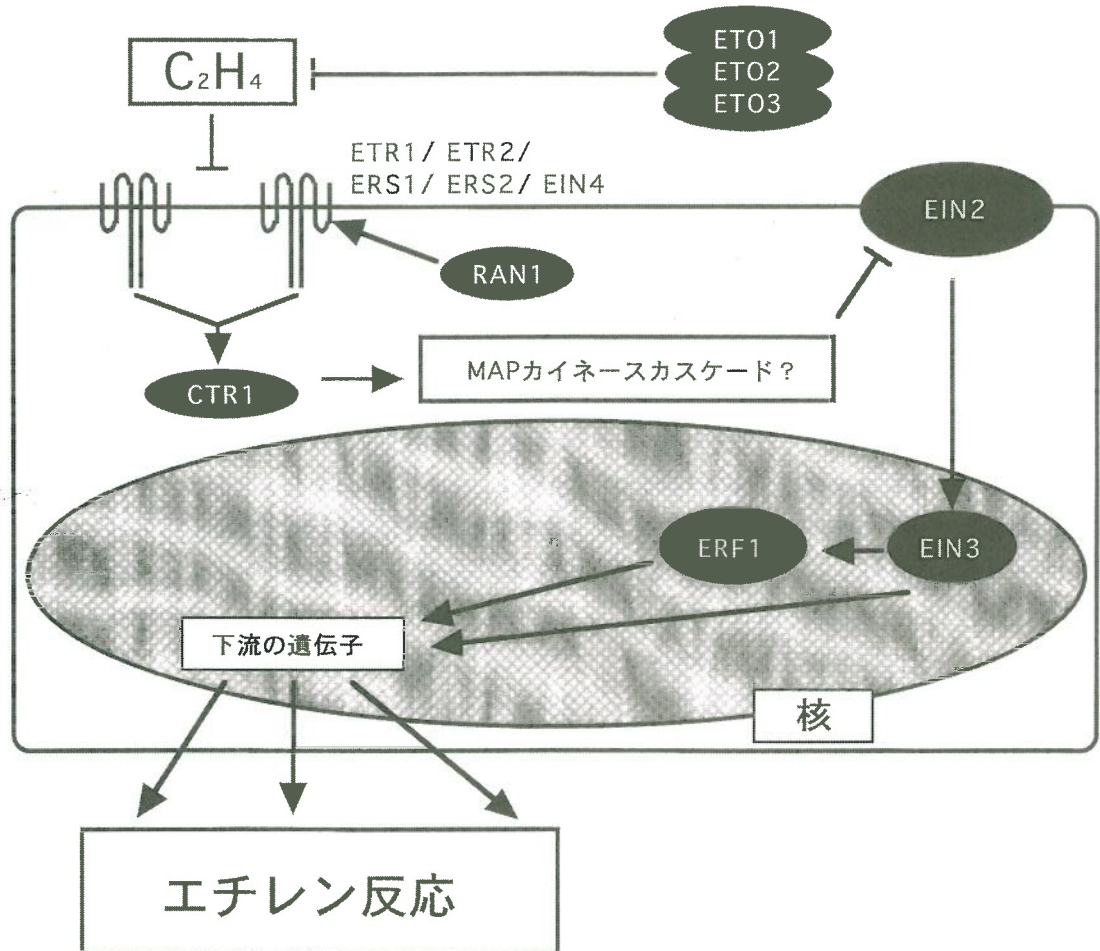 C₂H₄
ETO1
ETO2
ETO3
ETR1/ ETR2/
ERS1/ ERS2/ EIN4
EIN2
RAN1
CTR1
MAPカイネースカスケード?
ERF1
EIN3
下流の遺伝子
核
エチレン反応